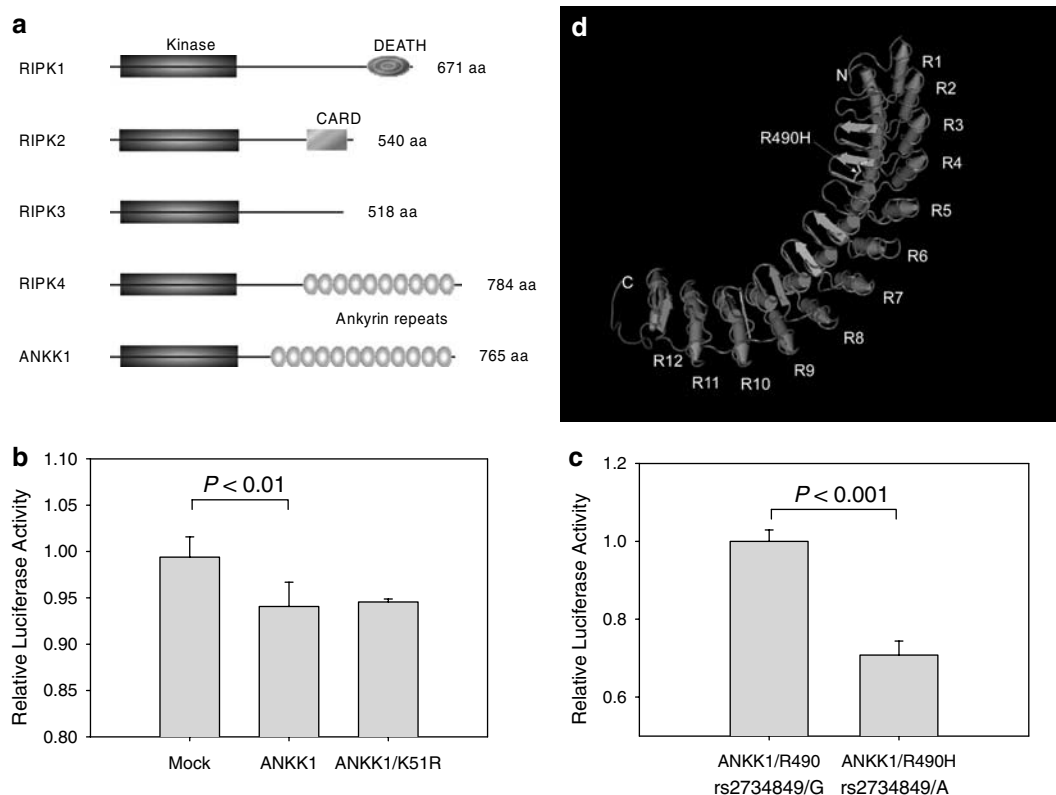 a
Kinase
DEATH
RIPK1
671 aa
CARD
RIPK2
540 aa
RIPK3
518 aa
RIPK4
784 aa
Ankyrin repeats
ANKK1
765 aa
d
N
R1
R2
R3
R490H
R4
R5
R6
C
R7
R8
R12
R9
R11
R10
b
Relative Luciferase Activity
1.10
1.05
1.00
0.95
0.90
0.85
0.80
P < 0.01
Mock
ANKK1
ANKK1/K51R
c
Relative Luciferase Activity
1.2
1.0
0.8
0.6
P < 0.001
ANKK1/R490
rs2734849/G
ANKK1/R490H
rs2734849/A